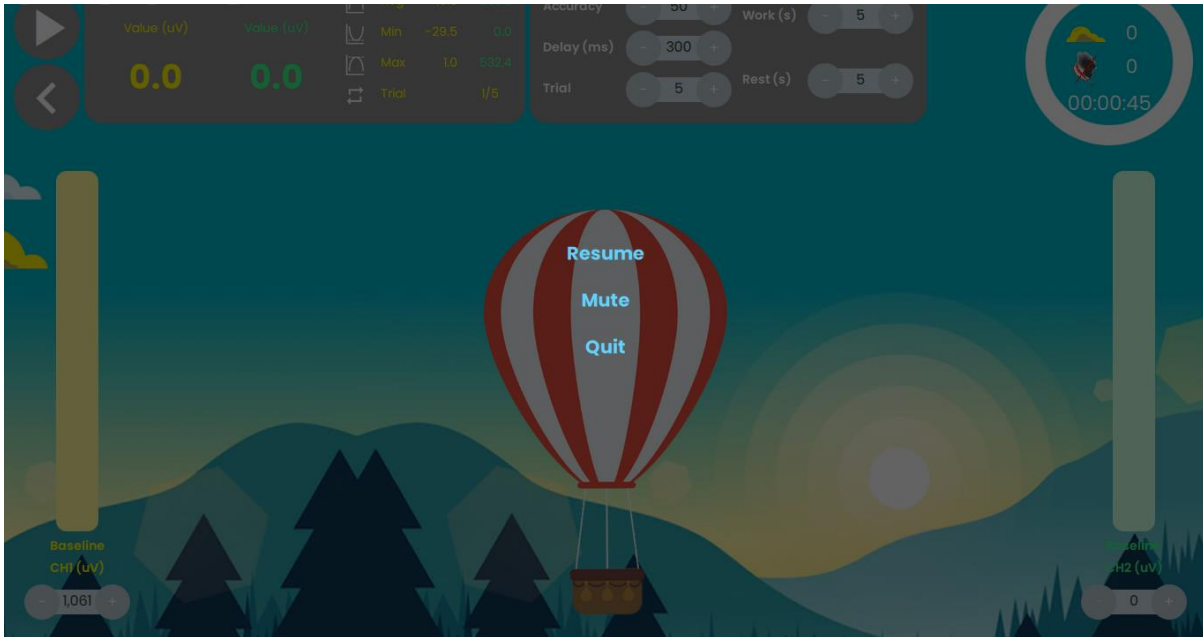 Value (uV) Value (uV)
0.0 0.0
Min -29.5 0.0
Max 1.0 532.4
Trial 1/5
Accuracy - 50 +
Delay (ms) - 300 +
Trial - 5 +
Work (s) - 5 +
Rest (s) - 5 +
0
0
00:00:45
Resume
Mute
Quit
Baseline
CH1 (uV)
- 1,061 +
Baseline
CH2 (uV)
- 0 +